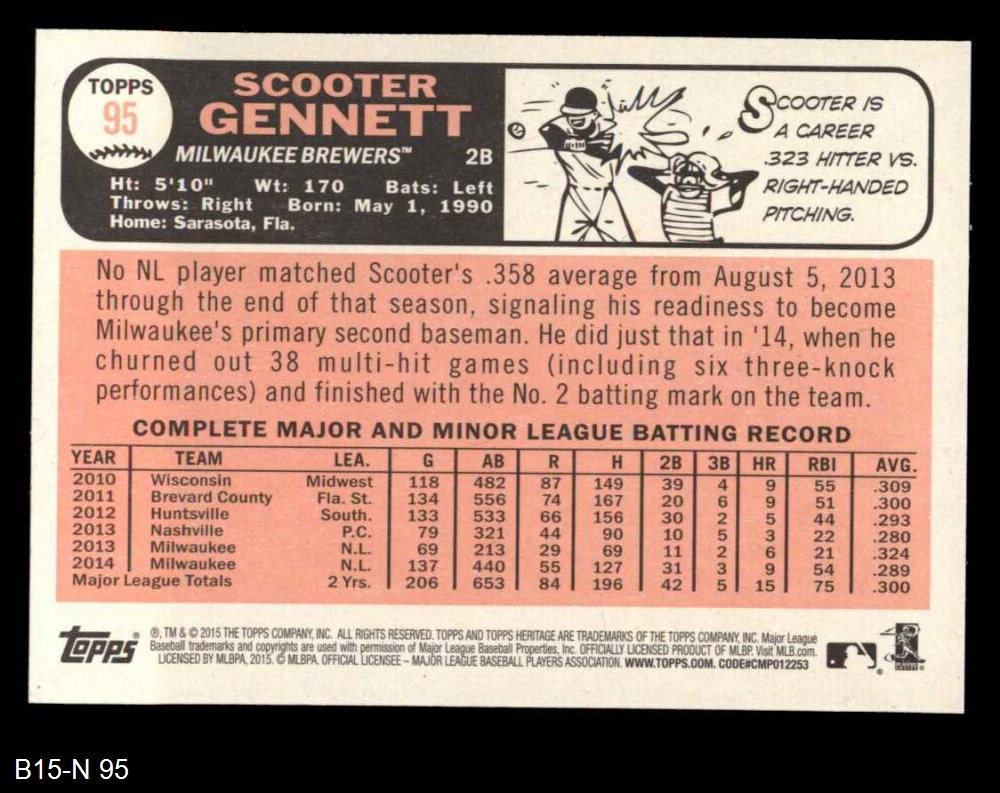 TOPPS
95
SCOOTER
GENNETT
MILWAUKEE BREWERS™ 2B
Ht: 5'10" Wt: 170 Bats: Left
Throws: Right Born: May 1, 1990
Home: Sarasota, Fla.
SCOOTER IS
A CAREER
.323 HITTER VS.
RIGHT-HANDED
PITCHING.
No NL player matched Scooter's .358 average from August 5, 2013
through the end of that season, signaling his readiness to become
Milwaukee's primary second baseman. He did just that in '14, when he
churned out 38 multi-hit games (including six three-knock
performances) and finished with the No. 2 batting mark on the team.
COMPLETE MAJOR AND MINOR LEAGUE BATTING RECORD
YEAR TEAM LEA. G AB R H 2B 3B HR RBI AVG.
2010 Wisconsin Midwest 118 482 87 149 39 4 9 55 .309
2011 Brevard County Fla. St. 134 556 74 167 20 6 9 51 .300
2012 Huntsville South. 133 533 66 156 30 2 5 44 .293
2013 Nashville P.C. 79 321 44 90 10 5 3 22 .280
2013 Milwaukee N.L. 69 213 29 69 11 2 6 21 .324
2014 Milwaukee N.L. 137 440 55 127 31 3 9 54 .289
Major League Totals 2 Yrs. 206 653 84 196 42 5 15 75 .300
topps®
®, TM & © 2015 THE TOPPS COMPANY, INC. ALL RIGHTS RESERVED. TOPPS AND TOPPS HERITAGE ARE TRADEMARKS OF THE TOPPS COMPANY, INC. Major League
Baseball trademarks and copyrights are used with permission of Major League Baseball Properties, Inc. OFFICIALLY LICENSED PRODUCT OF MLBP. Visit MLB.com.
LICENSED BY MLBPA, 2015. © MLBPA. OFFICIAL LICENSEE – MAJOR LEAGUE BASEBALL PLAYERS ASSOCIATION. WWW.TOPPS.COM. CODE#CMP012253
B15-N 95